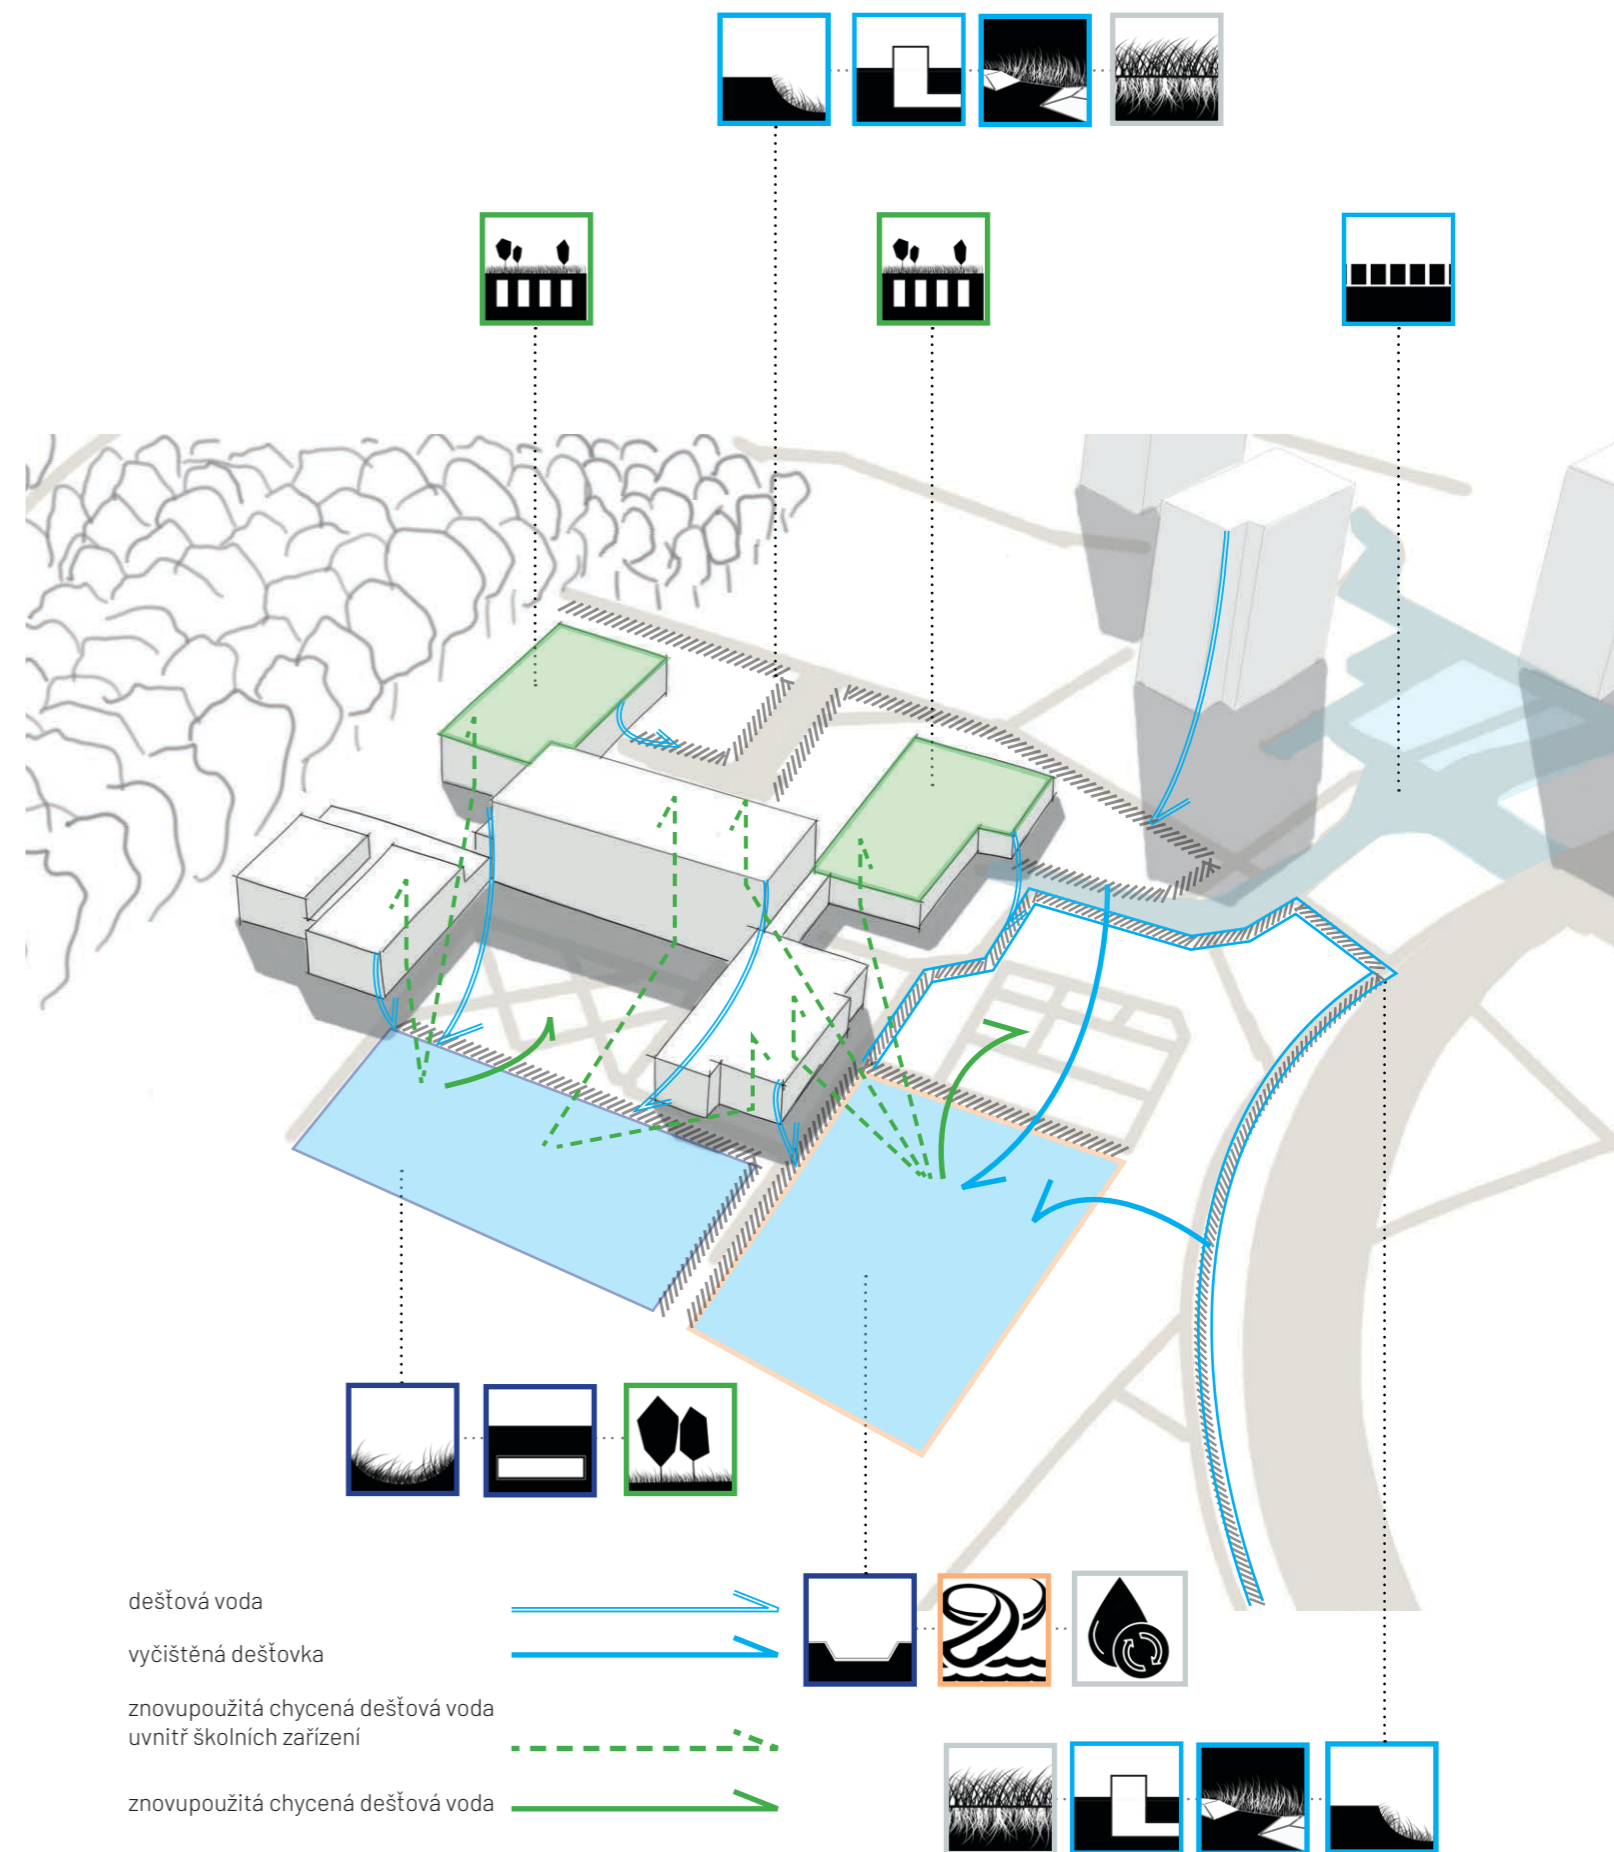 dešťová voda
vyčištěná dešťovka
znovupoužitá chycená dešťová voda
uvnitř školních zařízení
znovupoužitá chycená dešťová voda